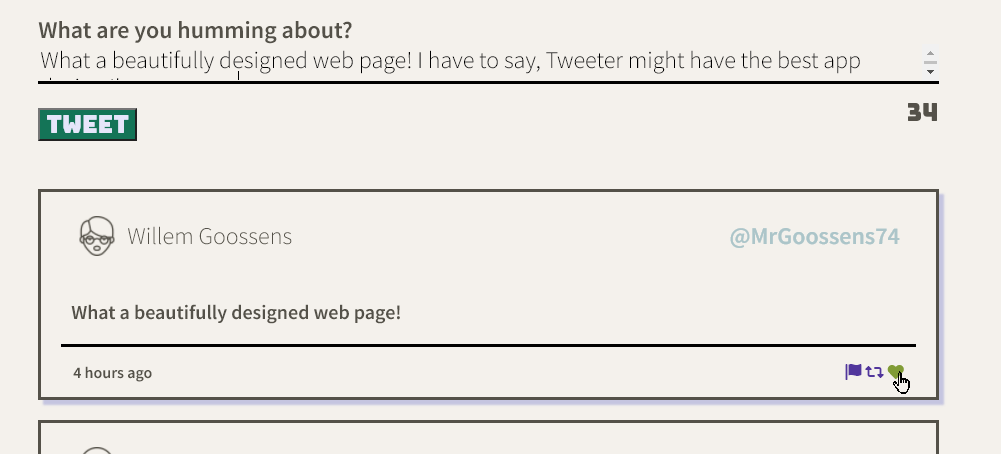 What are you humming about?
What a beautifully designed web page! I have to say, Tweeter might have the best app
TWEET
34
Willem Goossens
@MrGoossens74
What a beautifully designed web page!
4 hours ago